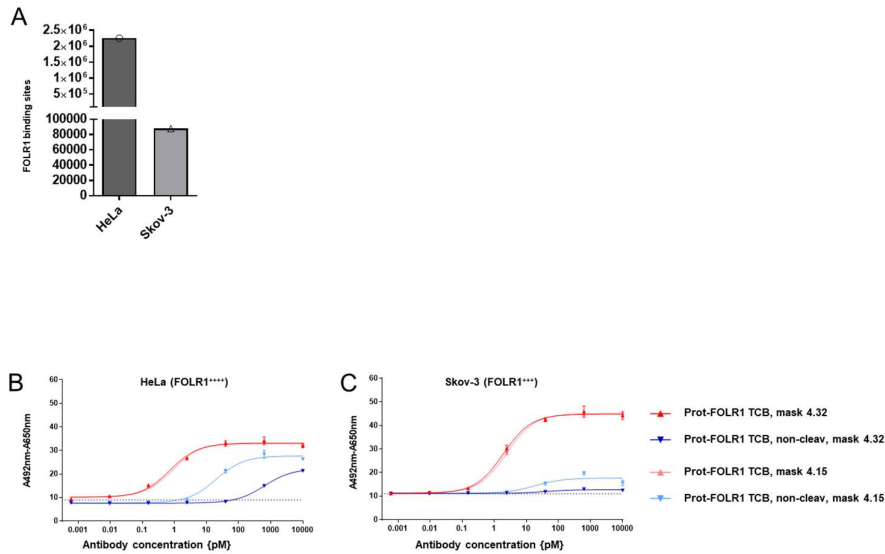 A
FOLR1 binding sites
2.5×10⁶
2×10⁶
1.5×10⁶
1×10⁶
5×10⁵
100000
80000
60000
40000
20000
0
HeLa
Skov-3
B
HeLa (FOLR1⁺⁺⁺⁺)
A492nm-A650nm
60
50
40
30
20
10
0
0.001
0.01
0.1
1
10
100
1000
10000
Antibody concentration {pM}
C
Skov-3 (FOLR1⁺⁺⁺)
A492nm-A650nm
60
50
40
30
20
10
0
0.001
0.01
0.1
1
10
100
1000
10000
Antibody concentration {pM}
Prot-FOLR1 TCB, mask 4.32
Prot-FOLR1 TCB, non-cleav, mask 4.32
Prot-FOLR1 TCB, mask 4.15
Prot-FOLR1 TCB, non-cleav, mask 4.15